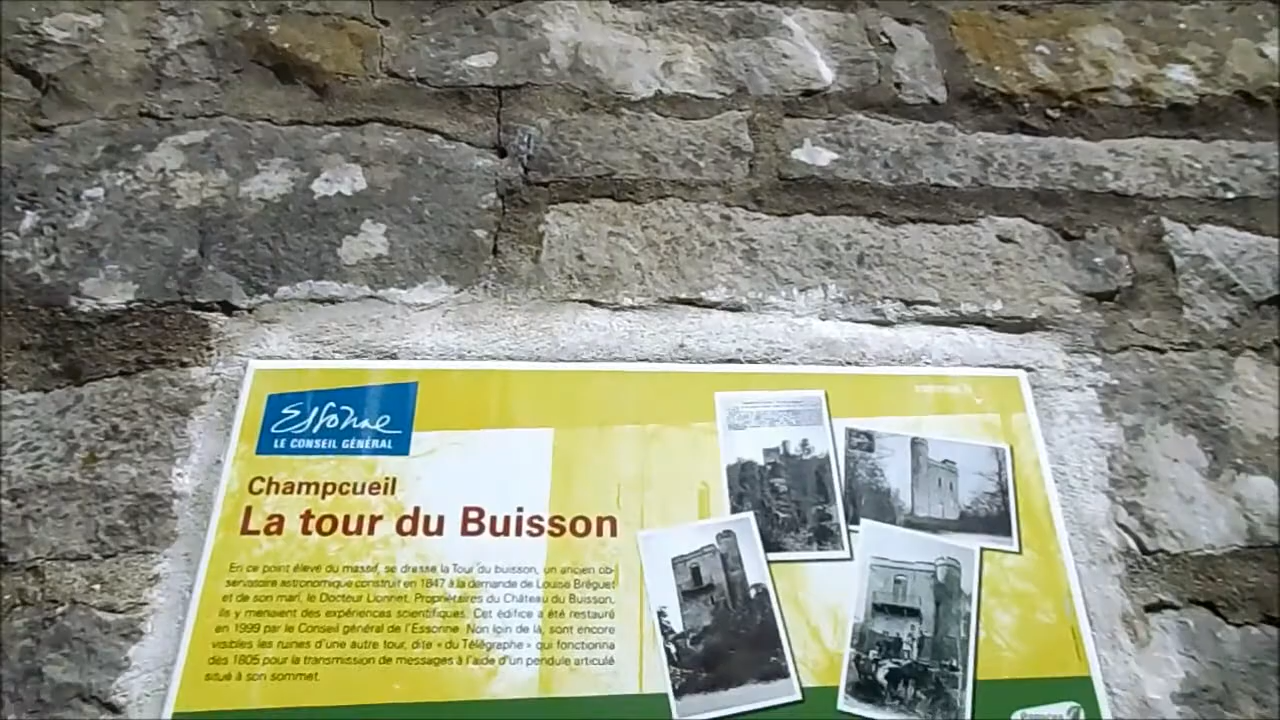 Essonne
LE CONSEIL GÉNÉRAL
Champcueil
La tour du Buisson
En ce point élevé du massif, se dresse la Tour du buisson, un ancien ob-
servatoire astronomique construit en 1847 à la demande de Louise Bréguet
et de son mari, le Docteur Lionnet. Propriétaires du Château du Buisson,
ils y menaient des expériences scientifiques. Cet édifice a été restauré
en 1999 par le Conseil général de l'Essonne. Non loin de là, sont encore
visibles les ruines d'une autre tour, dite « du Télégraphe » qui fonctionna
dès 1805 pour la transmission de messages à l'aide d'un pendule articulé
situé à son sommet.